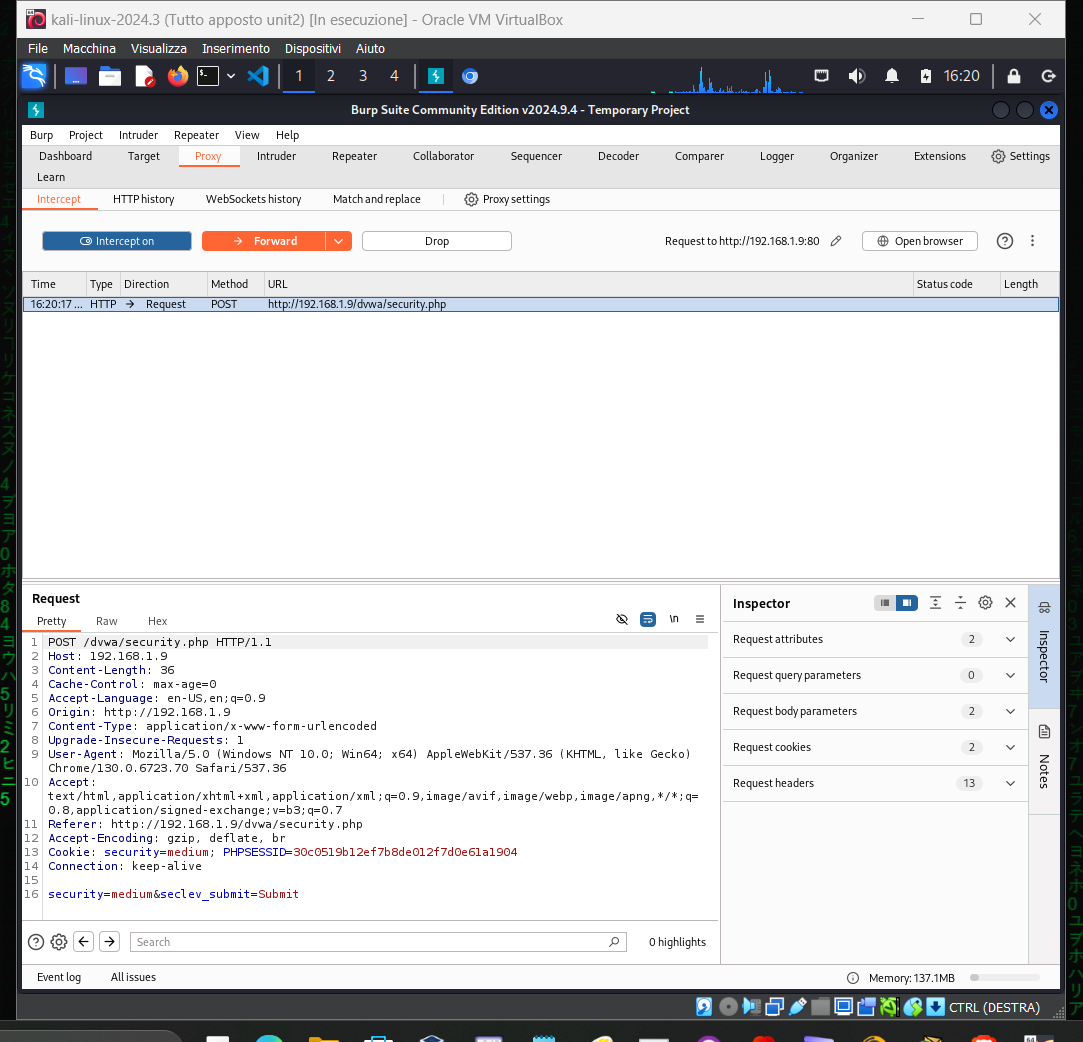 kali-linux-2024.3 (Tutto apposto unit2) [In esecuzione] - Oracle VM VirtualBox
File Macchina Visualizza Inserimento Dispositivi Aiuto
1 2 3 4 16:20
Burp Suite Community Edition v2024.9.4 - Temporary Project
Burp Project Intruder Repeater View Help
Dashboard Target Proxy Intruder Repeater Collaborator Sequencer Decoder Comparer Logger Organizer Extensions Settings
Learn
Intercept HTTP history WebSockets history Match and replace Proxy settings
Intercept on Forward Drop Request to http://192.168.1.9:80 Open browser
Time Type Direction Method URL Status code Length
16:20:17 ... HTTP → Request POST http://192.168.1.9/dvwa/security.php
Request
Pretty Raw Hex \n
1 POST /dvwa/security.php HTTP/1.1
2 Host: 192.168.1.9
3 Content-Length: 36
4 Cache-Control: max-age=0
5 Accept-Language: en-US,en;q=0.9
6 Origin: http://192.168.1.9
7 Content-Type: application/x-www-form-urlencoded
8 Upgrade-Insecure-Requests: 1
9 User-Agent: Mozilla/5.0 (Windows NT 10.0; Win64; x64) AppleWebKit/537.36 (KHTML, like Gecko)
Chrome/130.0.6723.70 Safari/537.36
10 Accept:
text/html,application/xhtml+xml,application/xml;q=0.9,image/avif,image/webp,image/apng,*/*;q=
0.8,application/signed-exchange;v=b3;q=0.7
11 Referer: http://192.168.1.9/dvwa/security.php
12 Accept-Encoding: gzip, deflate, br
13 Cookie: security=medium; PHPSESSID=30c0519b12ef7b8de012f7d0e61a1904
14 Connection: keep-alive
15
16 security=medium&seclev_submit=Submit
Search 0 highlights
Inspector
Request attributes 2
Request query parameters 0
Request body parameters 2
Request cookies 2
Request headers 13
Inspector
Notes
Event log All issues Memory: 137.1MB
CTRL (DESTRA)